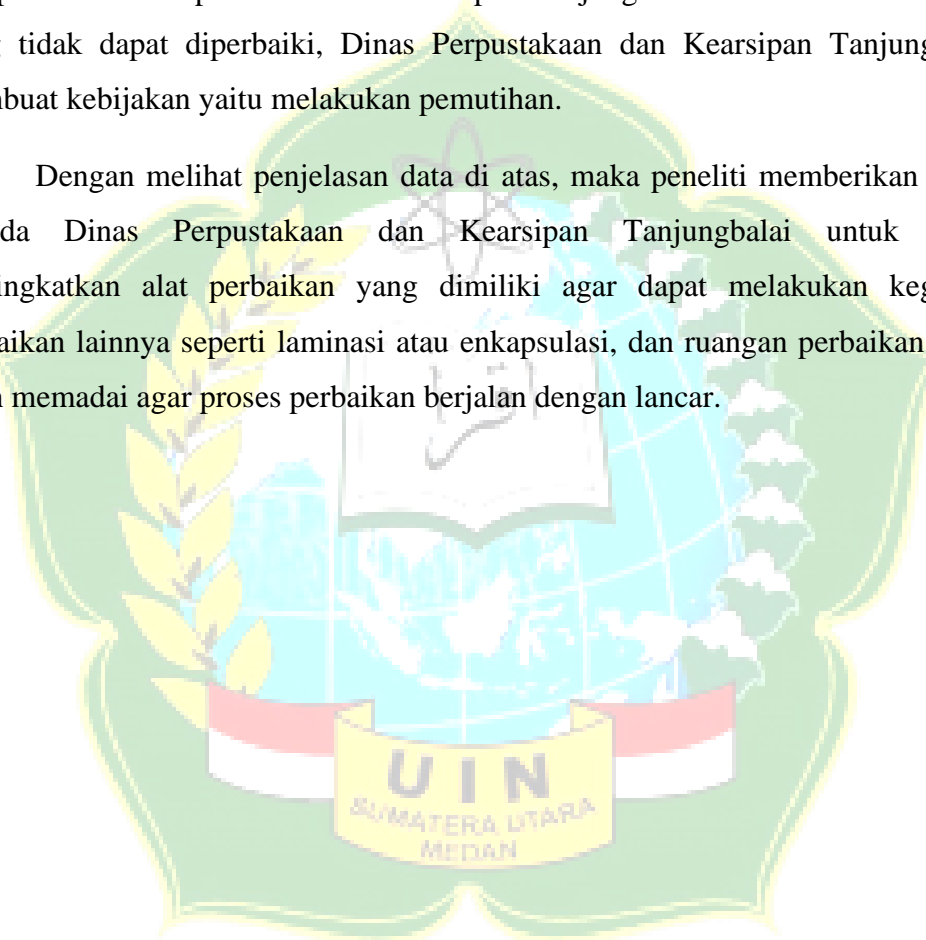 tidak dapat diperbaiki, Dinas Perpustakaan dan Kearsipan Tanjung
mbuat kebijakan yaitu melakukan pemutihan.
Dengan melihat penjelasan data di atas, maka peneliti memberikan
da Dinas Perpustakaan dan Kearsipan Tanjungbalai untuk
ingkatkan alat perbaikan yang dimiliki agar dapat melakukan keg
aikan lainnya seperti laminasi atau enkapsulasi, dan ruangan perbaikan
memadai agar proses perbaikan berjalan dengan lancar.
UIN
SUMATERA UTARA
MEDAN